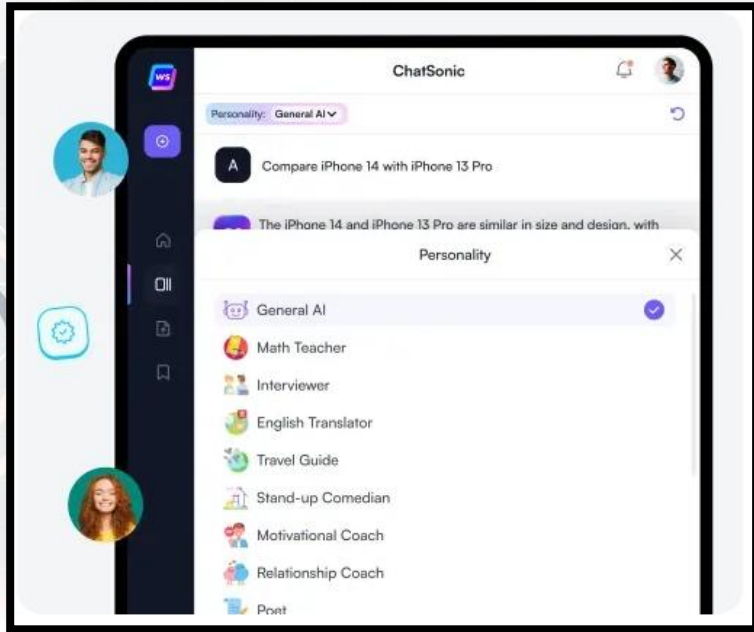 ws
ChatSonic
Personality: General AI
A
Compare iPhone 14 with iPhone 13 Pro
The iPhone 14 and iPhone 13 Pro are similar in size and design, with
Personality
General AI
Math Teacher
Interviewer
English Translator
Travel Guide
Stand-up Comedian
Motivational Coach
Relationship Coach
Poet